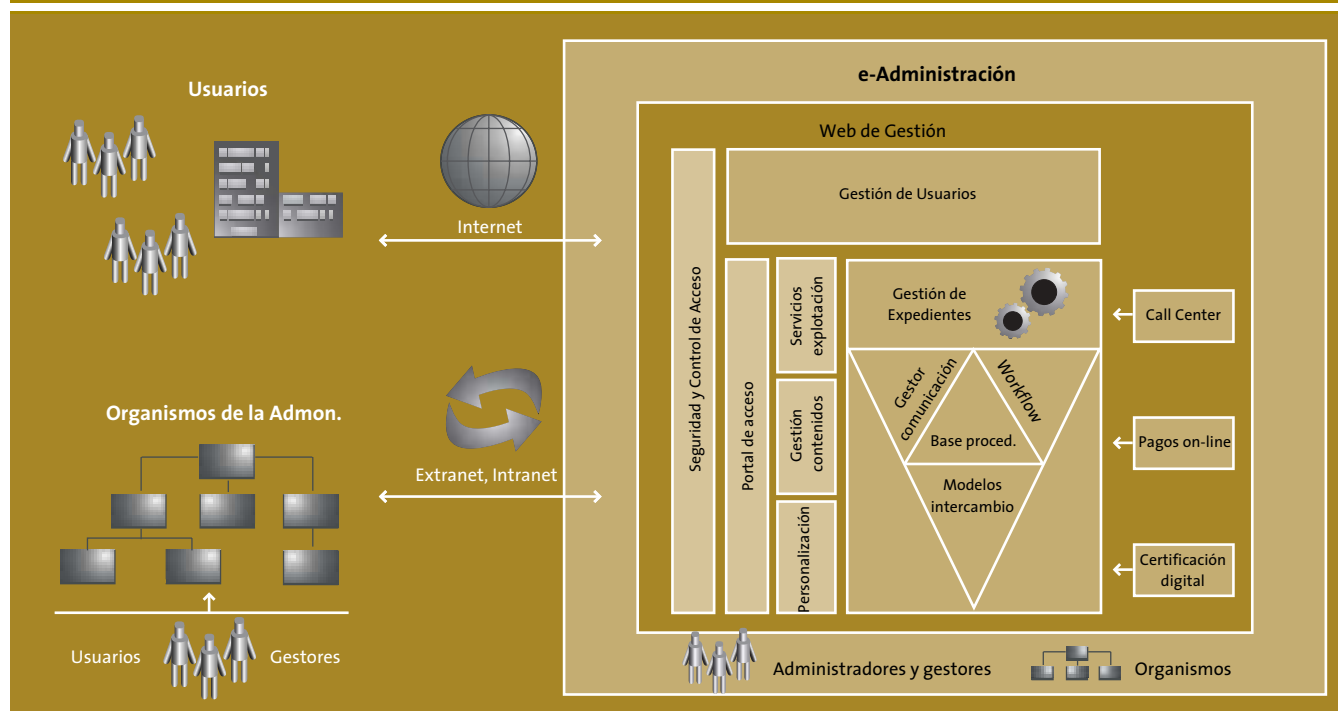 Usuarios
Internet
Organismos de la Admon.
Extranet, Intranet
Usuarios
Gestores
e-Administración
Web de Gestión
Seguridad y Control de Acceso
Gestión de Usuarios
Portal de acceso
Servicios
explotación
Gestión
contenidos
Personalización
Gestión de
Expedientes
Gestor
comunicación
Workflow
Base proced.
Modelos
intercambio
Call Center
Pagos on-line
Certificación
digital
Administradores y gestores
Organismos